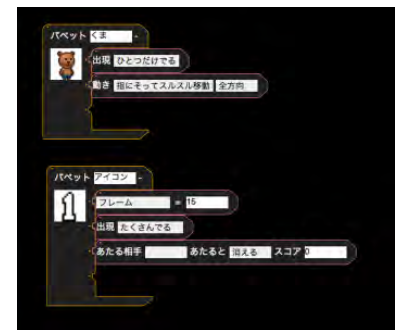 パペット くま -
出現 ひとつだけでる
動き 指にそってスルスル移動 全方向
パペット アイコン -
1
フレーム = 15
出現 たくさんでる
あたる相手 あたると 消える スコア 0